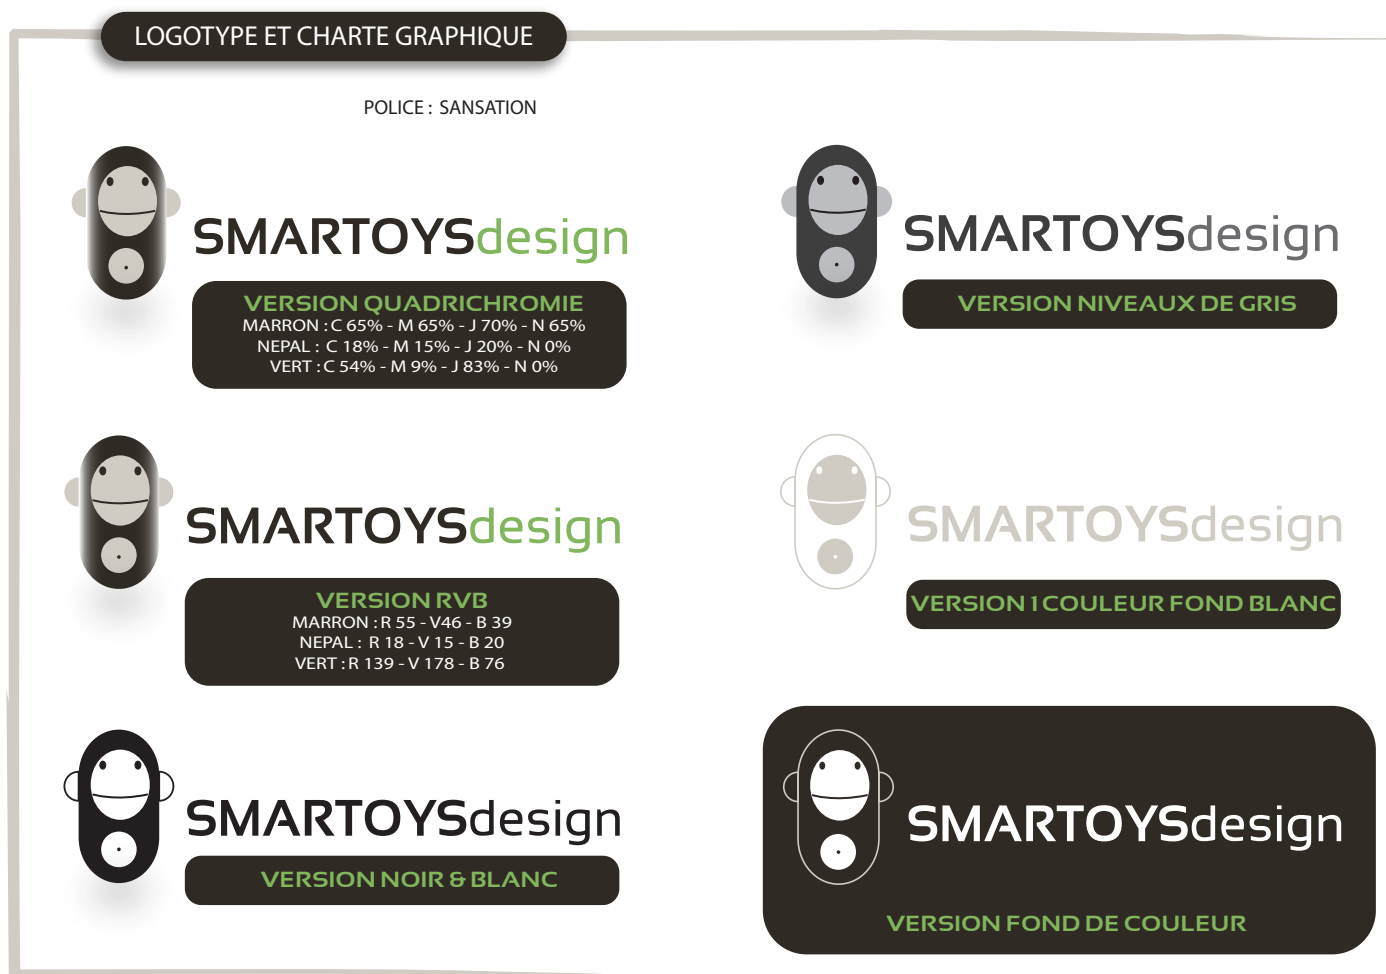 LOGOTYPE ET CHARTE GRAPHIQUE
POLICE : SANSATION
SMARTOYSdesign
VERSION QUADRICHROMIE
MARRON : C 65% - M 65% - J 70% - N 65%
NEPAL : C 18% - M 15% - J 20% - N 0%
VERT : C 54% - M 9% - J 83% - N 0%
SMARTOYSdesign
VERSION NIVEAUX DE GRIS
SMARTOYSdesign
VERSION RVB
MARRON : R 55 - V46 - B 39
NEPAL : R 18 - V 15 - B 20
VERT : R 139 - V 178 - B 76
SMARTOYSdesign
VERSION 1 COULEUR FOND BLANC
SMARTOYSdesign
VERSION NOIR & BLANC
SMARTOYSdesign
VERSION FOND DE COULEUR